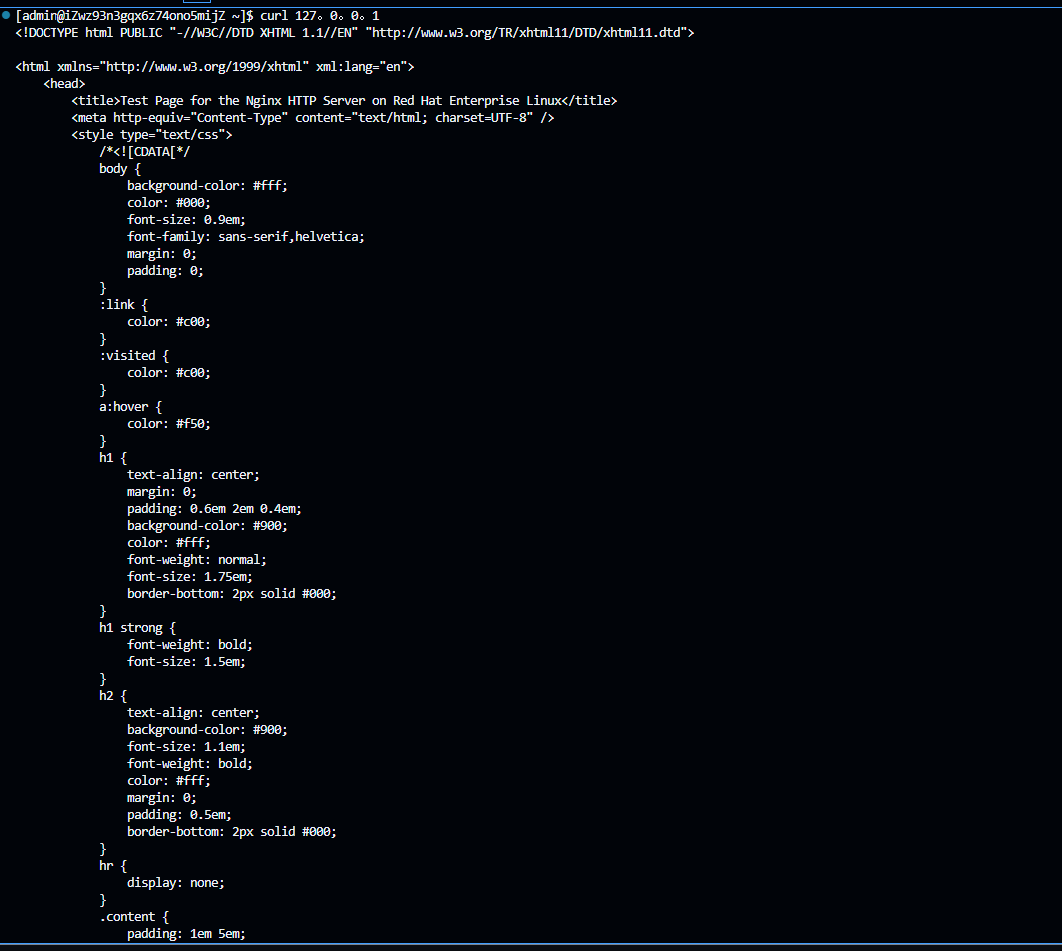 [admin@iZwz93n3gqx6z74ono5mijZ ~]$ curl 127。0。0。1
<!DOCTYPE html PUBLIC "-//W3C//DTD XHTML 1.1//EN" "http://www.w3.org/TR/xhtml11/DTD/xhtml11.dtd">

<html xmlns="http://www.w3.org/1999/xhtml" xml:lang="en">
    <head>
        <title>Test Page for the Nginx HTTP Server on Red Hat Enterprise Linux</title>
        <meta http-equiv="Content-Type" content="text/html; charset=UTF-8" />
        <style type="text/css">
            /*<![CDATA[*/
            body {
                background-color: #fff;
                color: #000;
                font-size: 0.9em;
                font-family: sans-serif,helvetica;
                margin: 0;
                padding: 0;
            }
            :link {
                color: #c00;
            }
            :visited {
                color: #c00;
            }
            a:hover {
                color: #f50;
            }
            h1 {
                text-align: center;
                margin: 0;
                padding: 0.6em 2em 0.4em;
                background-color: #900;
                color: #fff;
                font-weight: normal;
                font-size: 1.75em;
                border-bottom: 2px solid #000;
            }
            h1 strong {
                font-weight: bold;
                font-size: 1.5em;
            }
            h2 {
                text-align: center;
                background-color: #900;
                font-size: 1.1em;
                font-weight: bold;
                color: #fff;
                margin: 0;
                padding: 0.5em;
                border-bottom: 2px solid #000;
            }
            hr {
                display: none;
            }
            .content {
                padding: 1em 5em;